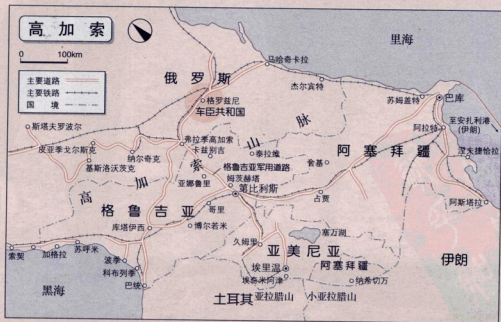 高加索
0 100km
主要道路
主要铁路
国境
里海
俄罗斯
马哈奇卡拉
杰尔宾特
格罗兹尼
车臣共和国
苏姆盖特
巴库
至安扎利港
(伊朗)
阿拉特
斯塔夫罗波尔
弗拉季高加索
卡兹别吉
山脉
皮亚季戈尔斯克
纳尔奇克
基斯洛沃茨克
索
泰拉维
格鲁吉亚军用道路
舍基
阿塞拜疆
涅夫捷恰拉
高加
亚娜鲁里
姆茨赫塔
第比利斯
占贾
阿斯塔拉
格鲁吉亚
哥里
库塔伊西
博尔若米
塞万湖
久姆里
亚美尼亚
索契
加格拉
苏呼米
波季
科布列季
巴统
埃里温
阿塞拜疆
伊朗
埃奇米阿津
纳希切万
黑海
土耳其
亚拉腊山
小亚拉腊山